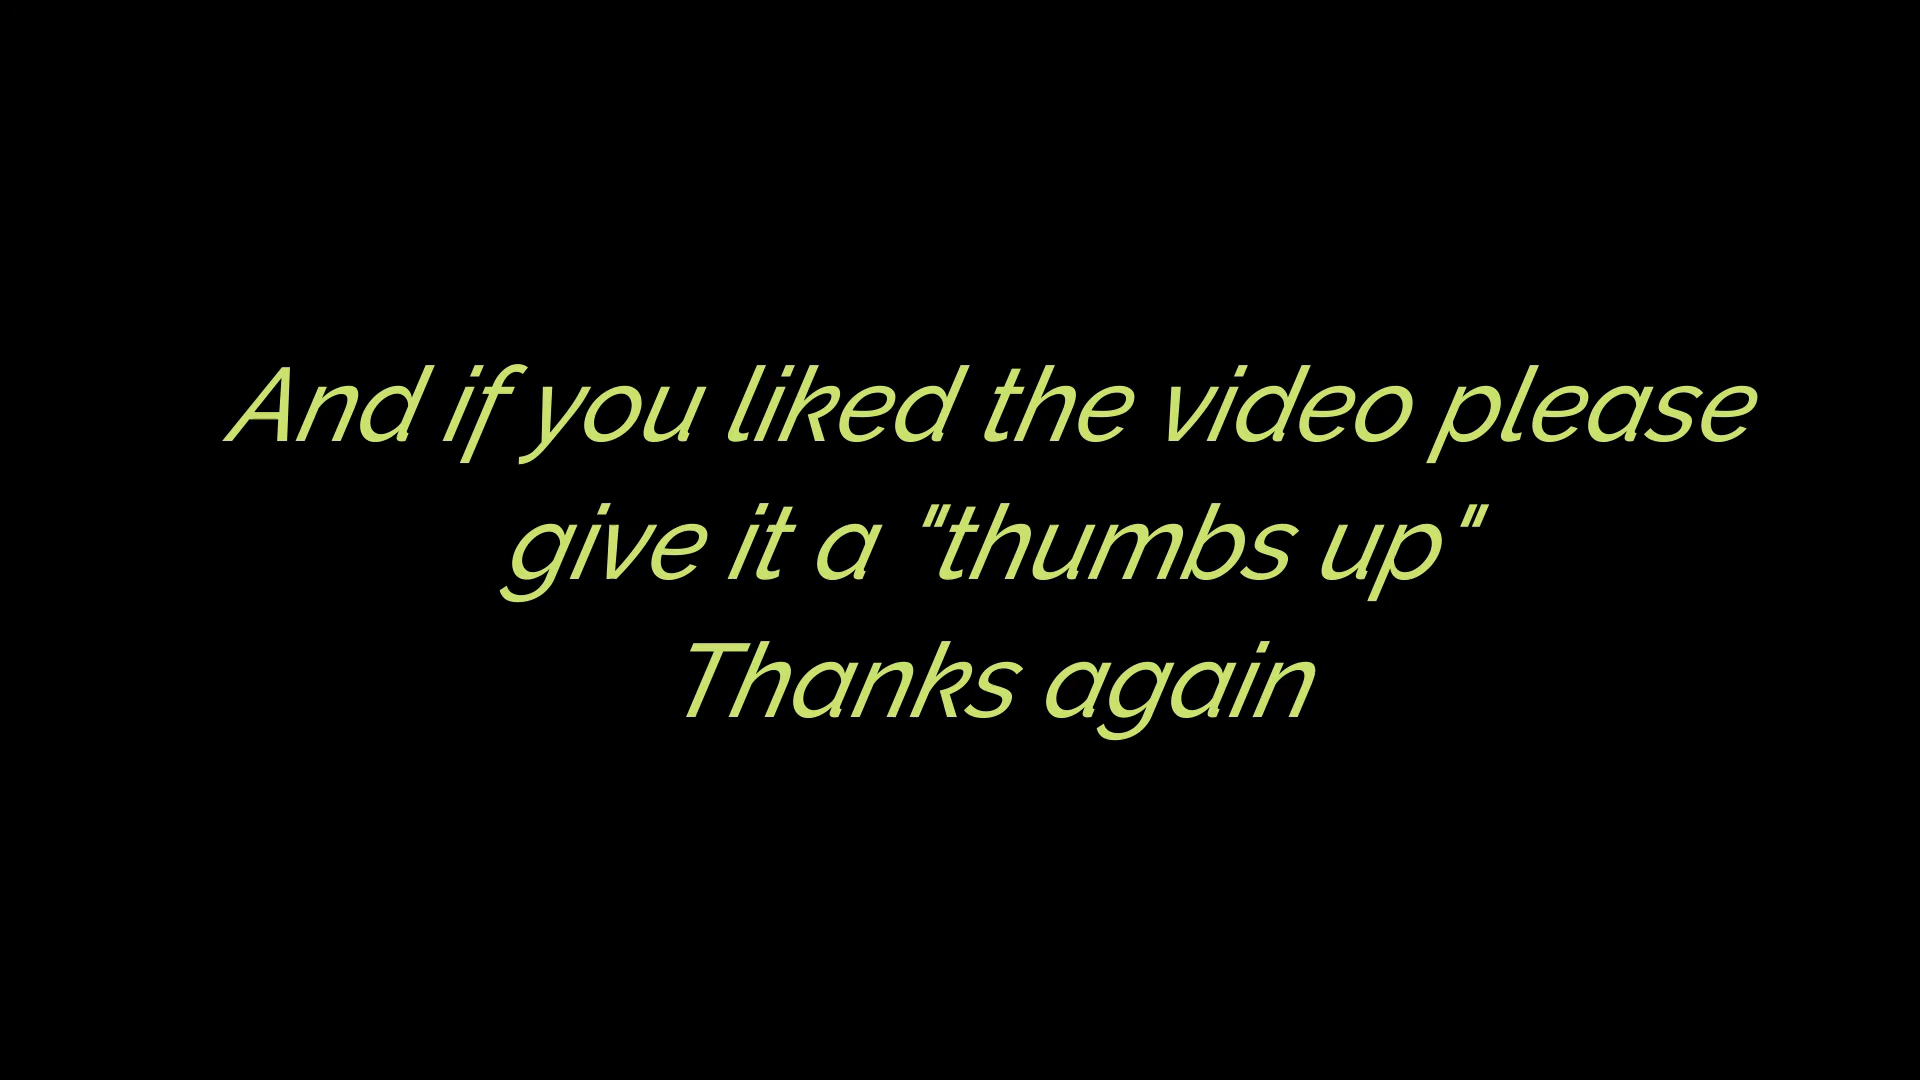 And if you liked the video please
give it a "thumbs up"
Thanks again